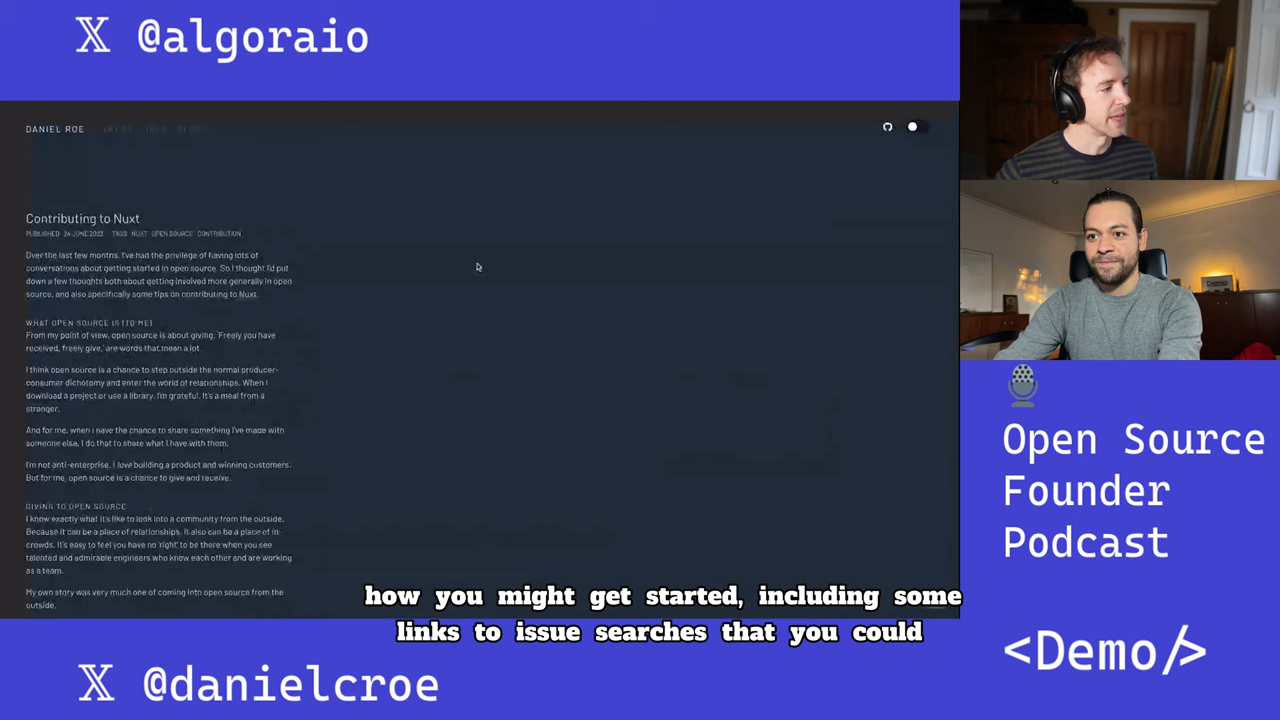 𝕏 @algoraio
DANIEL ROE
Contributing to Nuxt
PUBLISHED 24 JUNE 2023 TAGS NUXT OPEN SOURCE CONTRIBUTION
Over the last few months, I've had the privilege of having lots of
conversations about getting started in open source. So I thought I'd put
down a few thoughts both about getting involved more generally in open
source, and also specifically some tips on contributing to Nuxt.
WHAT OPEN SOURCE IS (TO ME)
From my point of view, open source is about giving. 'Freely you have
received, freely give,' are words that mean a lot.
I think open source is a chance to step outside the normal producer-
consumer dichotomy and enter the world of relationships. When I
download a project or use a library, I'm grateful. It's a meal from a
stranger.
And for me, when I have the chance to share something I've made with
someone else, I do that to share what I have with them.
I'm not anti-enterprise. I love building a product and winning customers.
But for me, open source is a chance to give and receive.
GIVING TO OPEN SOURCE
I know exactly what it's like to look into a community from the outside.
Because it can be a place of relationships, it also can be a place of in-
crowds. It's easy to feel you have no 'right' to be there when you see
talented and admirable engineers who know each other and are working
as a team.
My own story was very much one of coming into open source from the
outside.
how you might get started, including some
links to issue searches that you could
Open Source
Founder
Podcast
<Demo/>
𝕏 @danielcroe